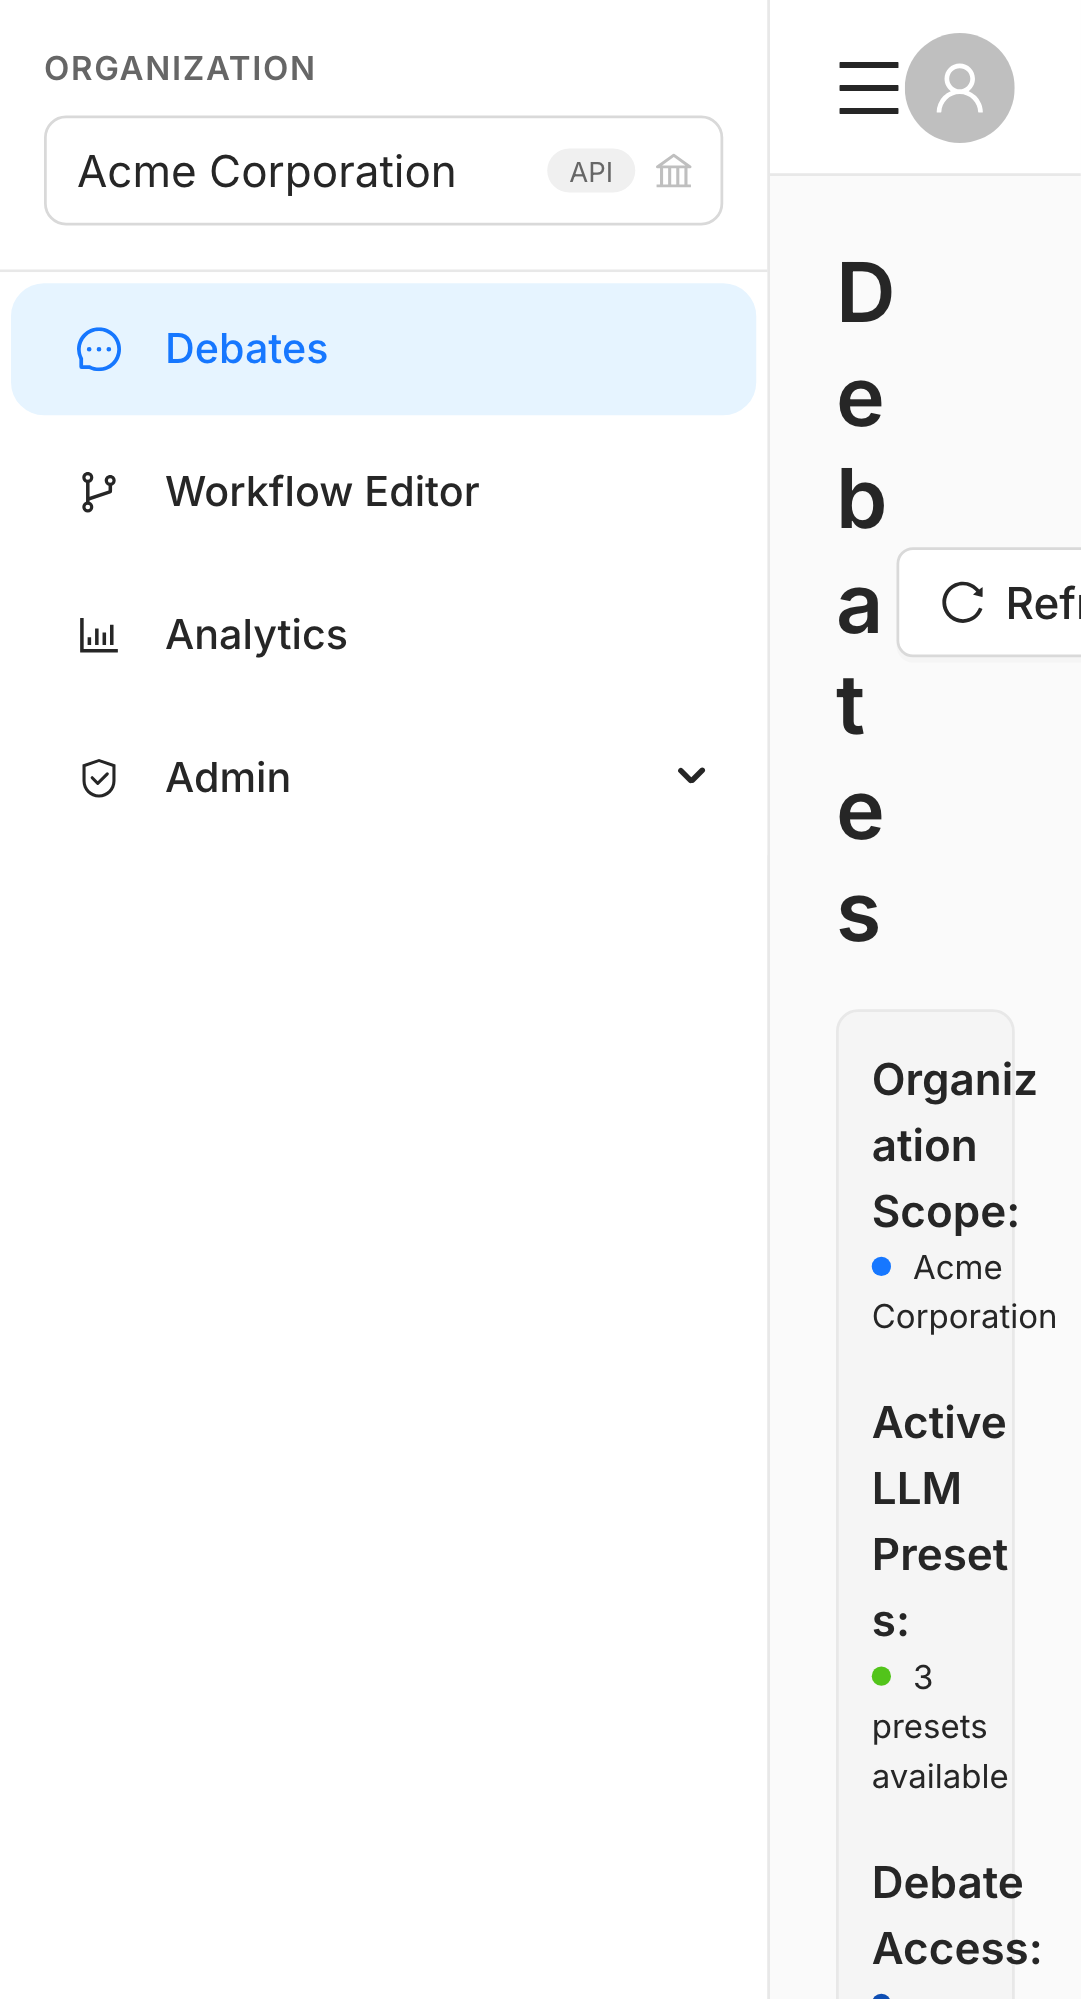 ORGANIZATION
Acme Corporation API
Debates
Workflow Editor
Analytics
Admin
D
e
b
a
t
e
s
Refr
Organiz
ation
Scope:
Acme
Corporation
Active
LLM
Preset
s:
3
presets
available
Debate
Access: